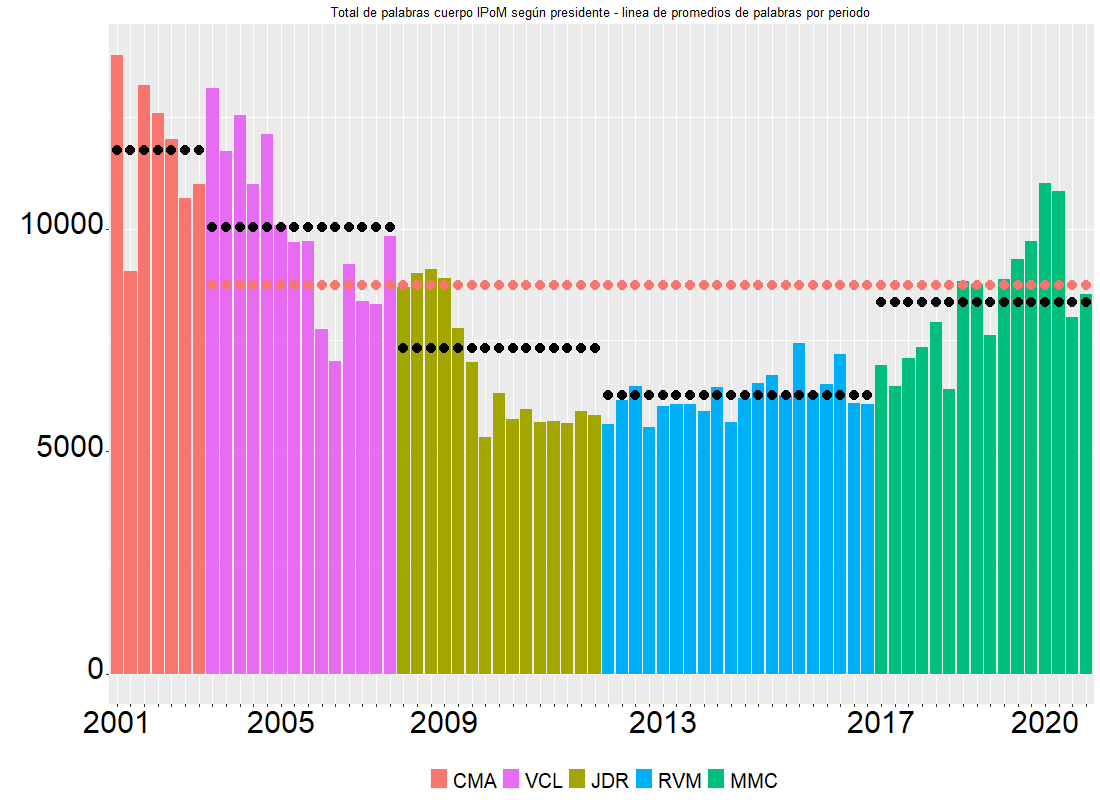 Total de palabras cuerpo IPoM según presidente - linea de promedios de palabras por periodo
10000
5000
0
2001 2005 2009 2013 2017 2020
CMA VCL JDR RVM MMC